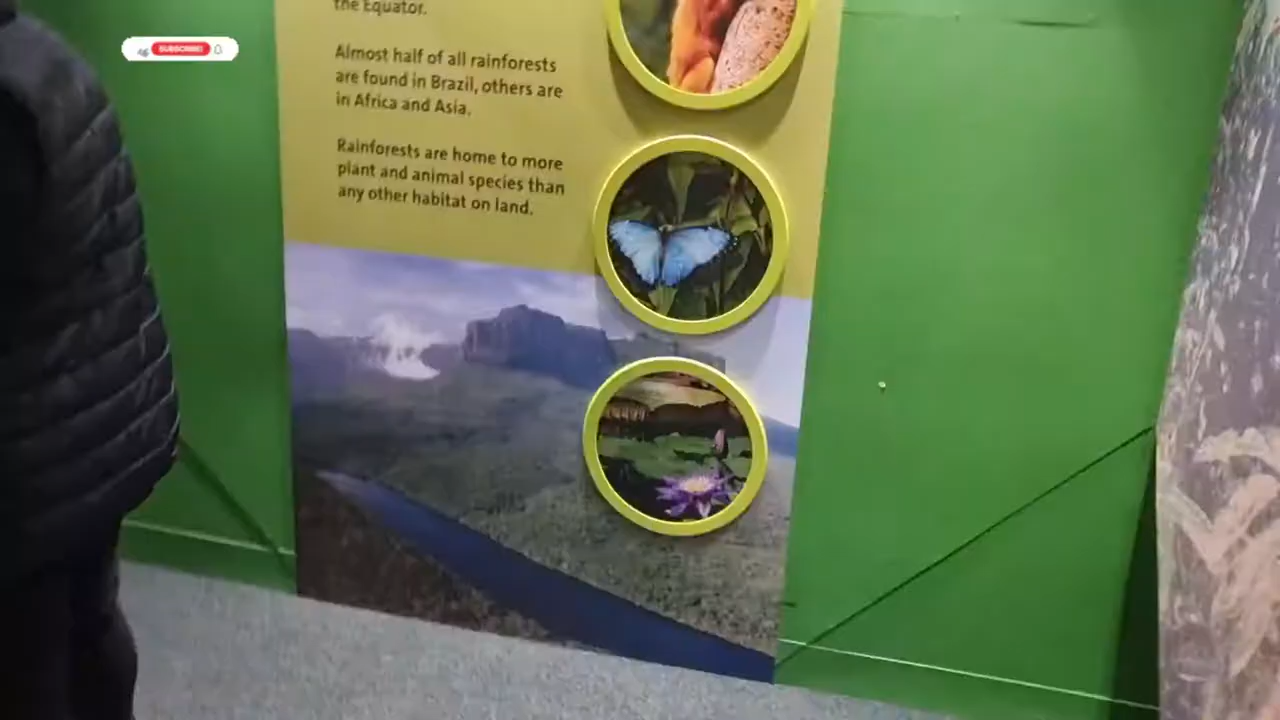 the Equator.
SUBSCRIBE
Almost half of all rainforests
are found in Brazil, others are
in Africa and Asia.
Rainforests are home to more
plant and animal species than
any other habitat on land.